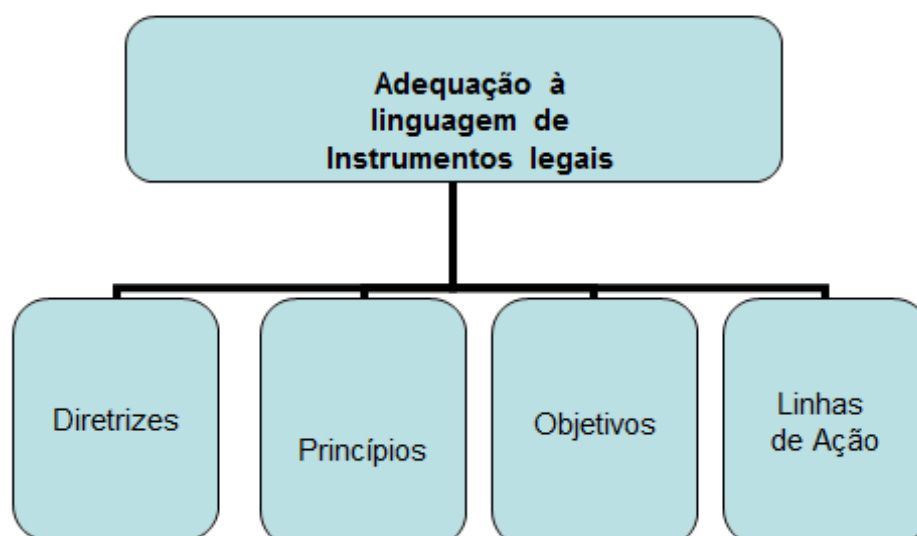 Adequação à
linguagem de
Instrumentos legais
Diretrizes
Princípios
Objetivos
Linhas
de Ação